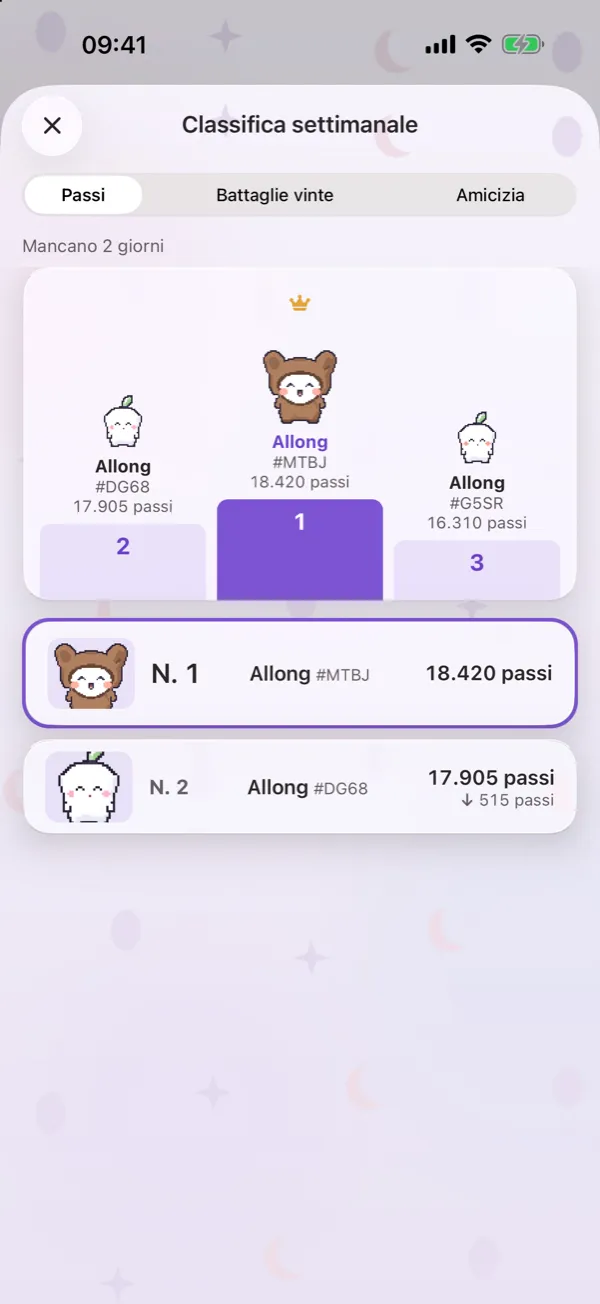 09:41
Classifica settimanale
Passi
Battaglie vinte
Amicizia
Mancano 2 giorni
Allong
#DG68
17.905 passi
2
Allong
#MTBJ
18.420 passi
1
Allong
#G5SR
16.310 passi
3
N. 1 Allong #MTBJ 18.420 passi
N. 2 Allong #DG68 17.905 passi
↓ 515 passi